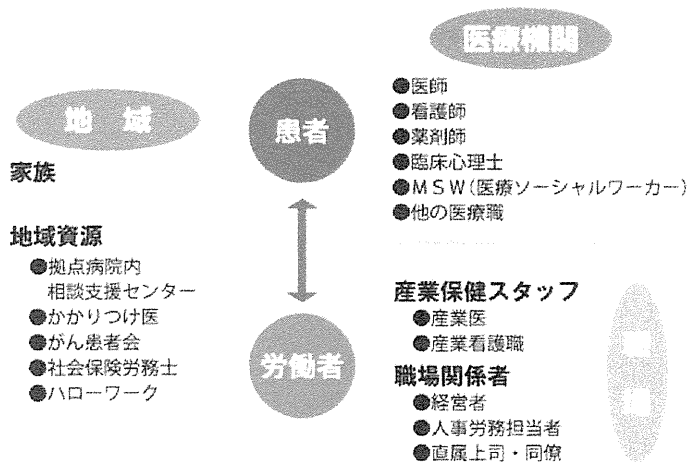 地域
家族
地域資源
●拠点病院内
相談支援センター
●かかりつけ医
●がん患者会
●社会保険労務士
●ハローワーク
患者
労働者
医療機関
●医師
●看護師
●薬剤師
●臨床心理士
●MSW(医療ソーシャルワーカー)
●他の医療職
産業保健スタッフ
●産業医
●産業看護職
職場関係者
●経営者
●人事労務担当者
●直属上司・同僚